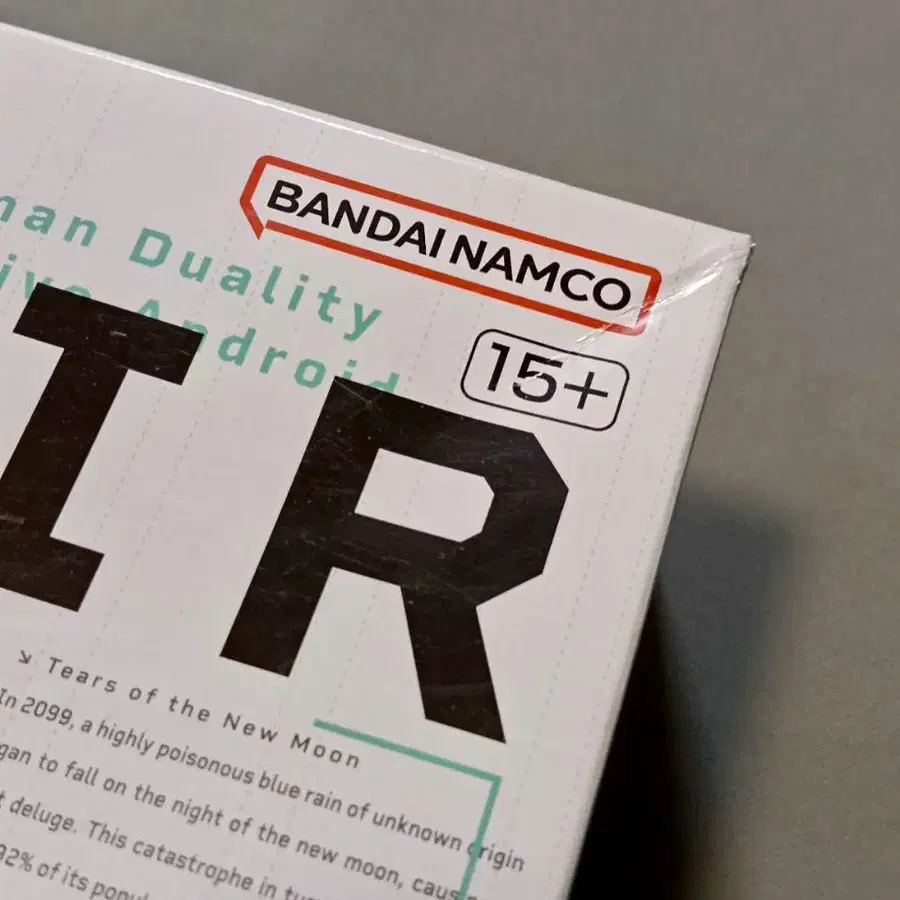 BANDAI NAMCO
Duality
Android
15+
IR
↘ Tears of the New Moon
In 2099, a highly poisonous blue rain of unknown origin
to fall on the night of the new moon,
deluge. This catastrophe in
92% of its